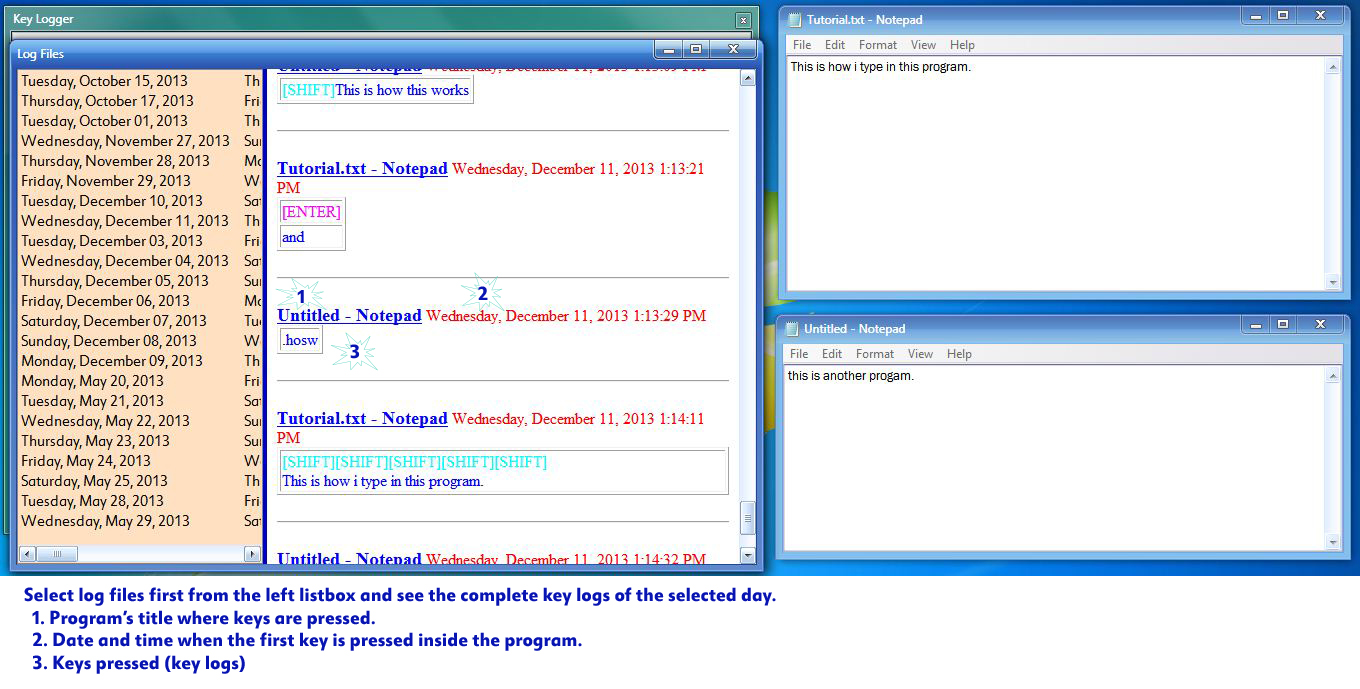 Key Logger
Log Files
Tuesday, October 15, 2013 Th
Thursday, October 17, 2013 Fri
Tuesday, October 01, 2013 Th
Wednesday, November 27, 2013 Su
Thursday, November 28, 2013 Mo
Friday, November 29, 2013 W
Tuesday, December 10, 2013 Sa
Wednesday, December 11, 2013 Th
Tuesday, December 03, 2013 Fri
Wednesday, December 04, 2013 Sa
Thursday, December 05, 2013 Su
Friday, December 06, 2013 Mo
Saturday, December 07, 2013 Tu
Sunday, December 08, 2013 W
Monday, December 09, 2013 Th
Monday, May 20, 2013 Fri
Tuesday, May 21, 2013 Sa
Wednesday, May 22, 2013 Su
Thursday, May 23, 2013 Su
Friday, May 24, 2013 W
Saturday, May 25, 2013 Th
Tuesday, May 28, 2013 Fri
Wednesday, May 29, 2013 Sa
Untitled - Notepad Wednesday, December 11, 2013
[SHIFT]This is how this works
Tutorial.txt - Notepad Wednesday, December 11, 2013 1:13:21
PM
[ENTER]
and
1 2
Untitled - Notepad Wednesday, December 11, 2013 1:13:29 PM
.hosw
3
Tutorial.txt - Notepad Wednesday, December 11, 2013 1:14:11
PM
[SHIFT][SHIFT][SHIFT][SHIFT][SHIFT]
This is how i type in this program.
Untitled - Notepad Wednesday, December 11, 2013 1:14:32 PM
Tutorial.txt - Notepad
File Edit Format View Help
This is how i type in this program.
Untitled - Notepad
File Edit Format View Help
this is another progam.
Select log files first from the left listbox and see the complete key logs of the selected day.
1. Program's title where keys are pressed.
2. Date and time when the first key is pressed inside the program.
3. Keys pressed (key logs)